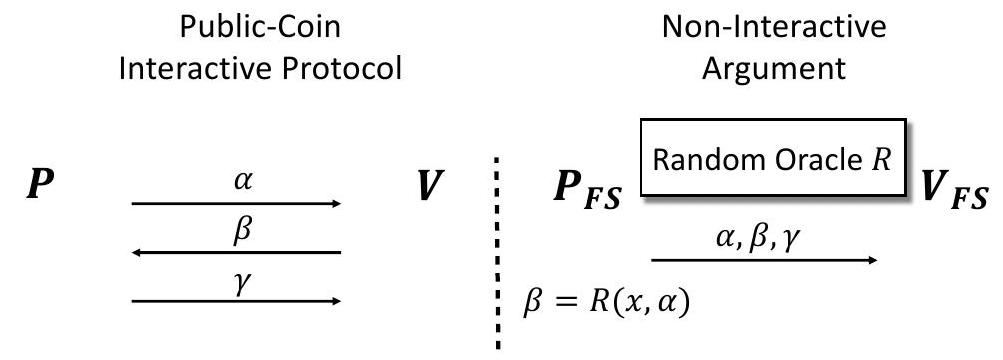 Public-Coin
Interactive Protocol
P
V
α
β
γ
Non-Interactive
Argument
P_FS
Random Oracle R
V_FS
α, β, γ
β = R(x, α)